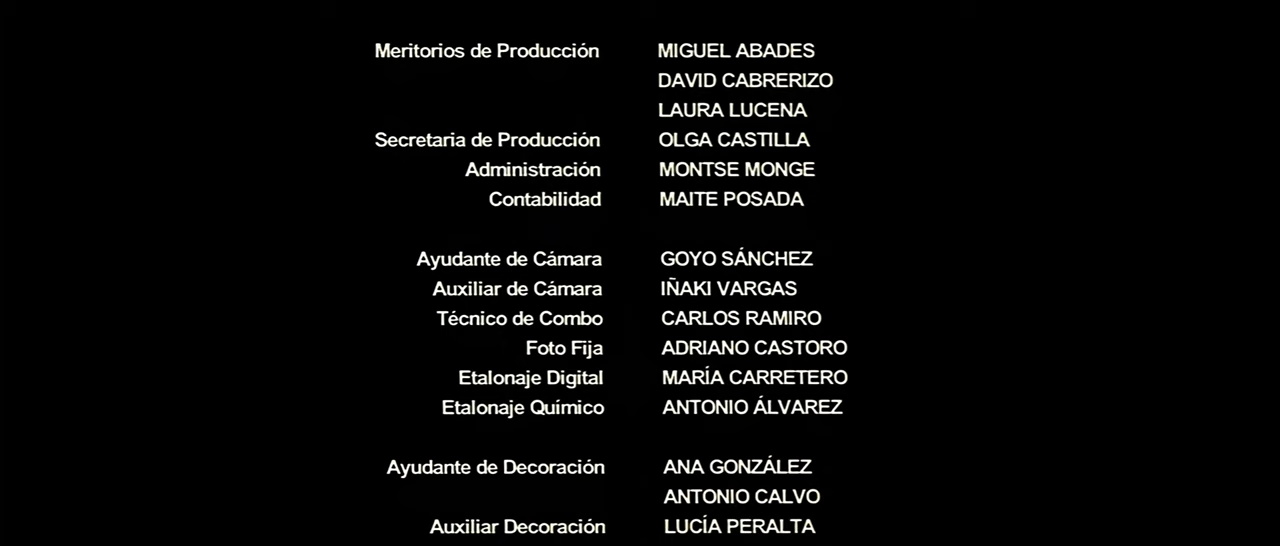 Meritorios de Producción MIGUEL ABADES
DAVID CABRERIZO
LAURA LUCENA
Secretaria de Producción OLGA CASTILLA
Administración MONTSE MONGE
Contabilidad MAITE POSADA
Ayudante de Cámara GOYO SÁNCHEZ
Auxiliar de Cámara IÑAKI VARGAS
Técnico de Combo CARLOS RAMIRO
Foto Fija ADRIANO CASTORO
Etalonaje Digital MARÍA CARRETERO
Etalonaje Químico ANTONIO ÁLVAREZ
Ayudante de Decoración ANA GONZÁLEZ
ANTONIO CALVO
Auxiliar Decoración LUCÍA PERALTA